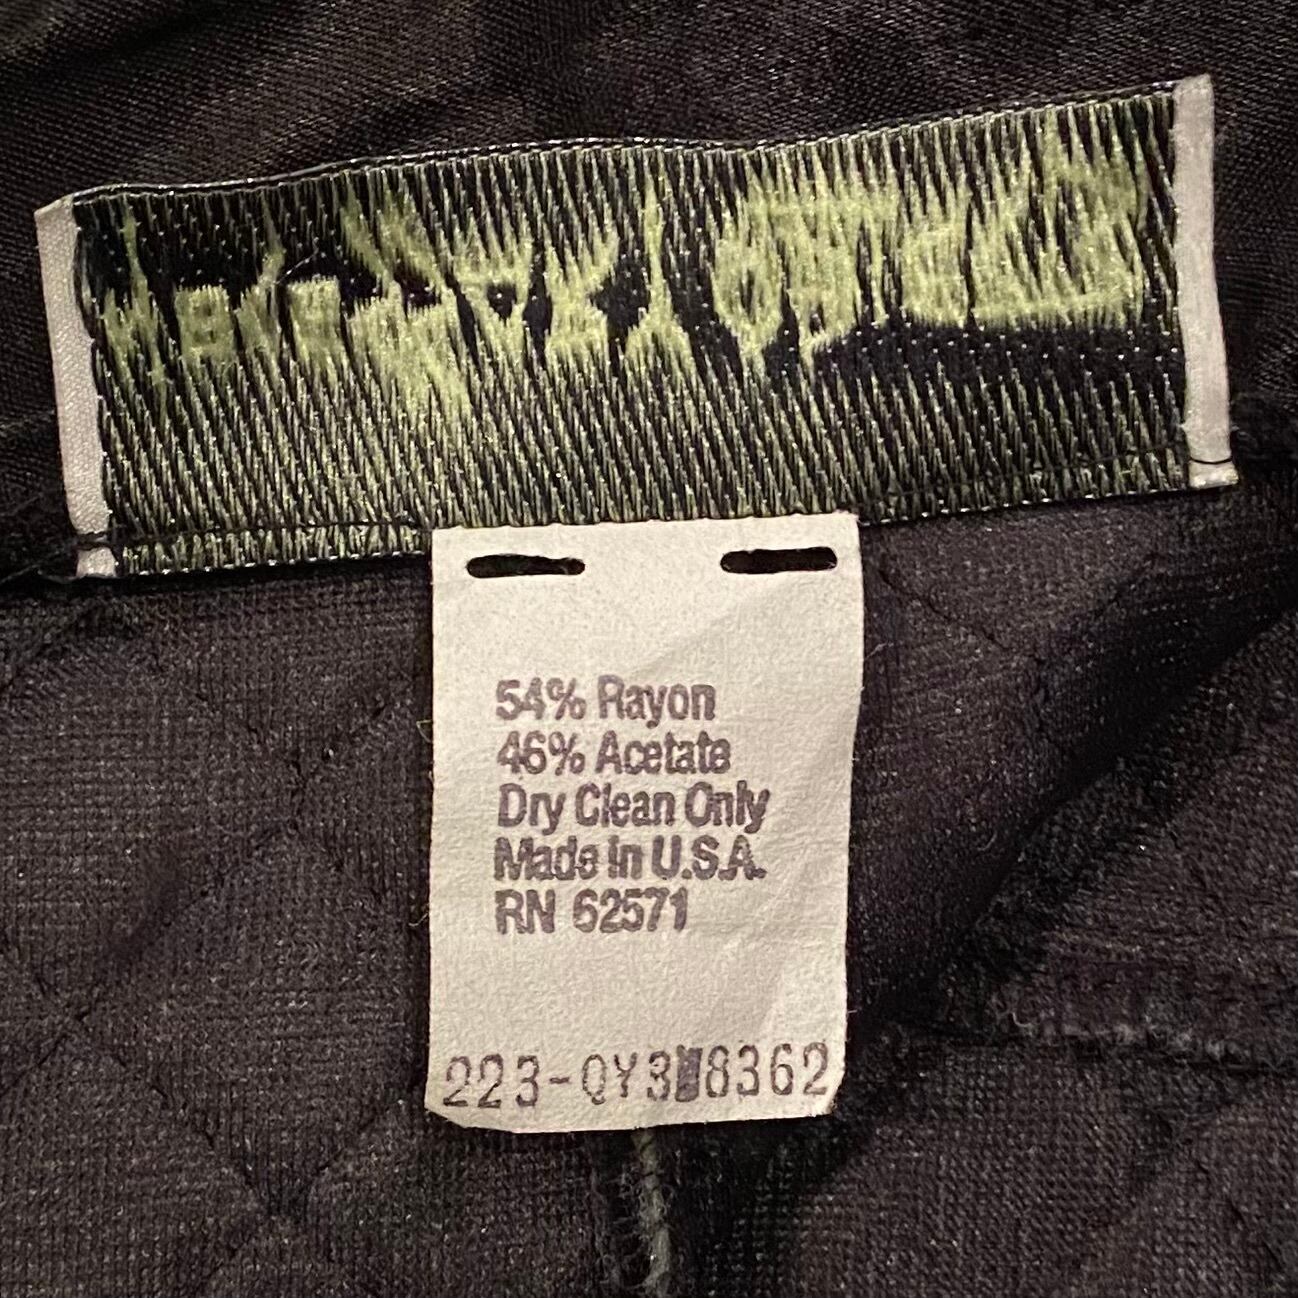 54% Rayon
46% Acetate
Dry Clean Only
Made in U.S.A.
RN 62571